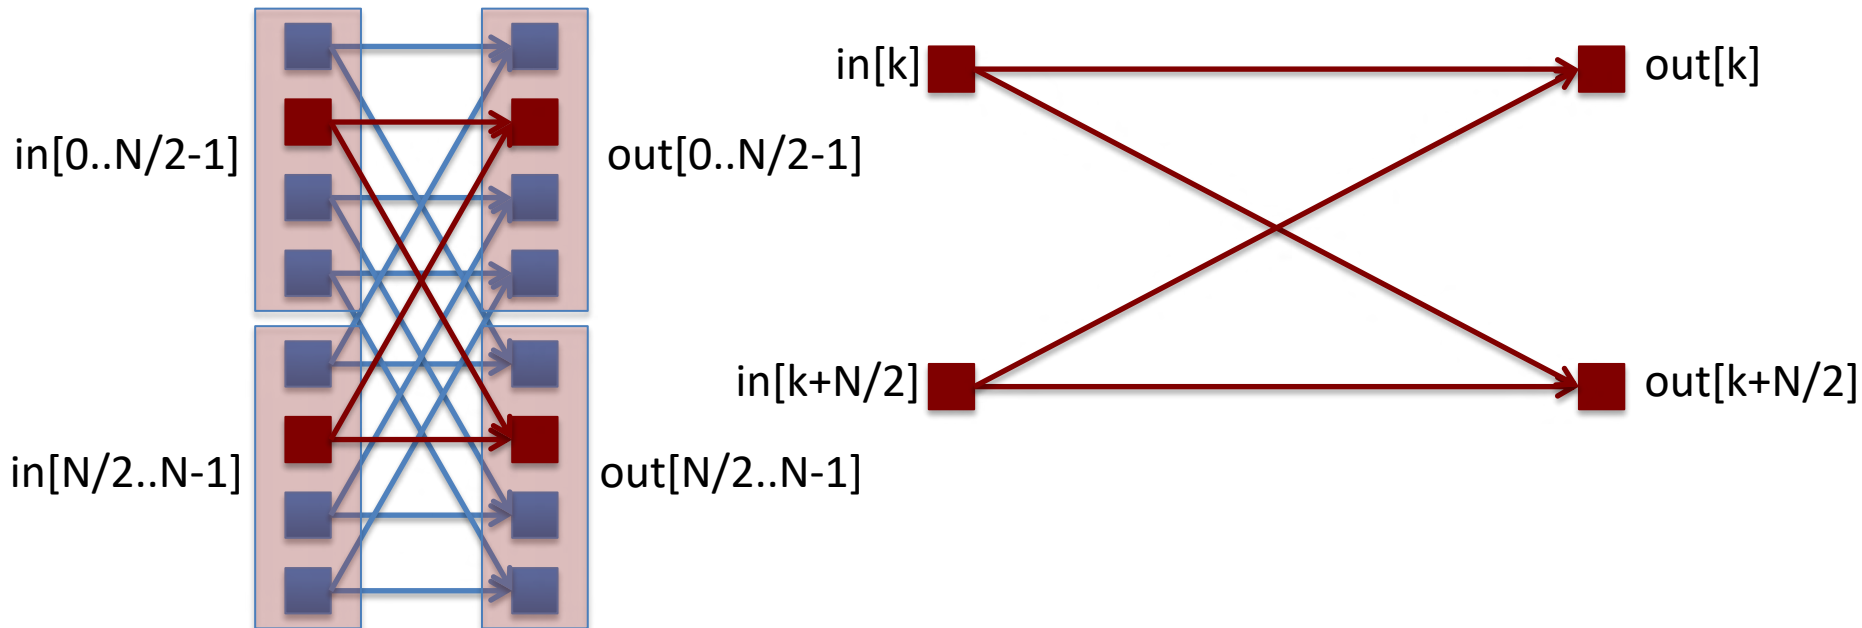 in[0..N/2-1]
out[0..N/2-1]
in[N/2..N-1]
out[N/2..N-1]
in[k]
out[k]
in[k+N/2]
out[k+N/2]